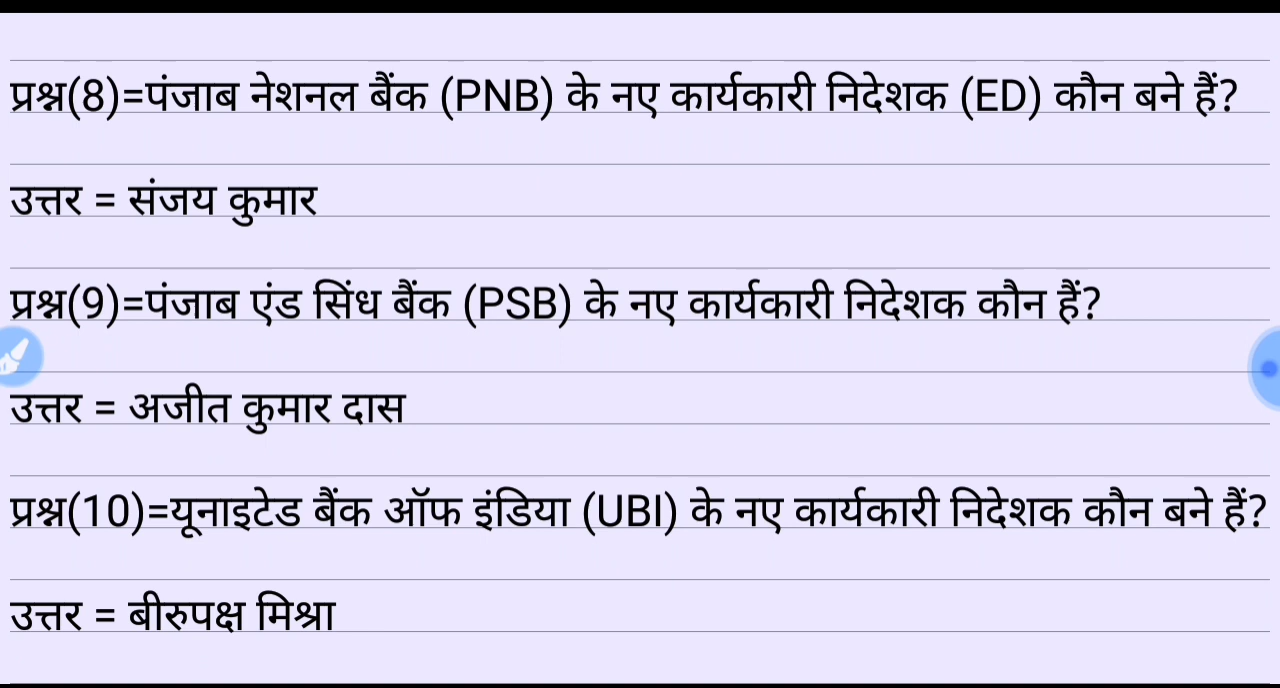 प्रश्न(8)=पंजाब नेशनल बैंक (PNB) के नए कार्यकारी निदेशक (ED) कौन बने हैं?
उत्तर = संजय कुमार
प्रश्न(9)=पंजाब एंड सिंध बैंक (PSB) के नए कार्यकारी निदेशक कौन हैं?
उत्तर = अजीत कुमार दास
प्रश्न(10)=यूनाइटेड बैंक ऑफ इंडिया (UBI) के नए कार्यकारी निदेशक कौन बने हैं?
उत्तर = बीरुपक्ष मिश्रा